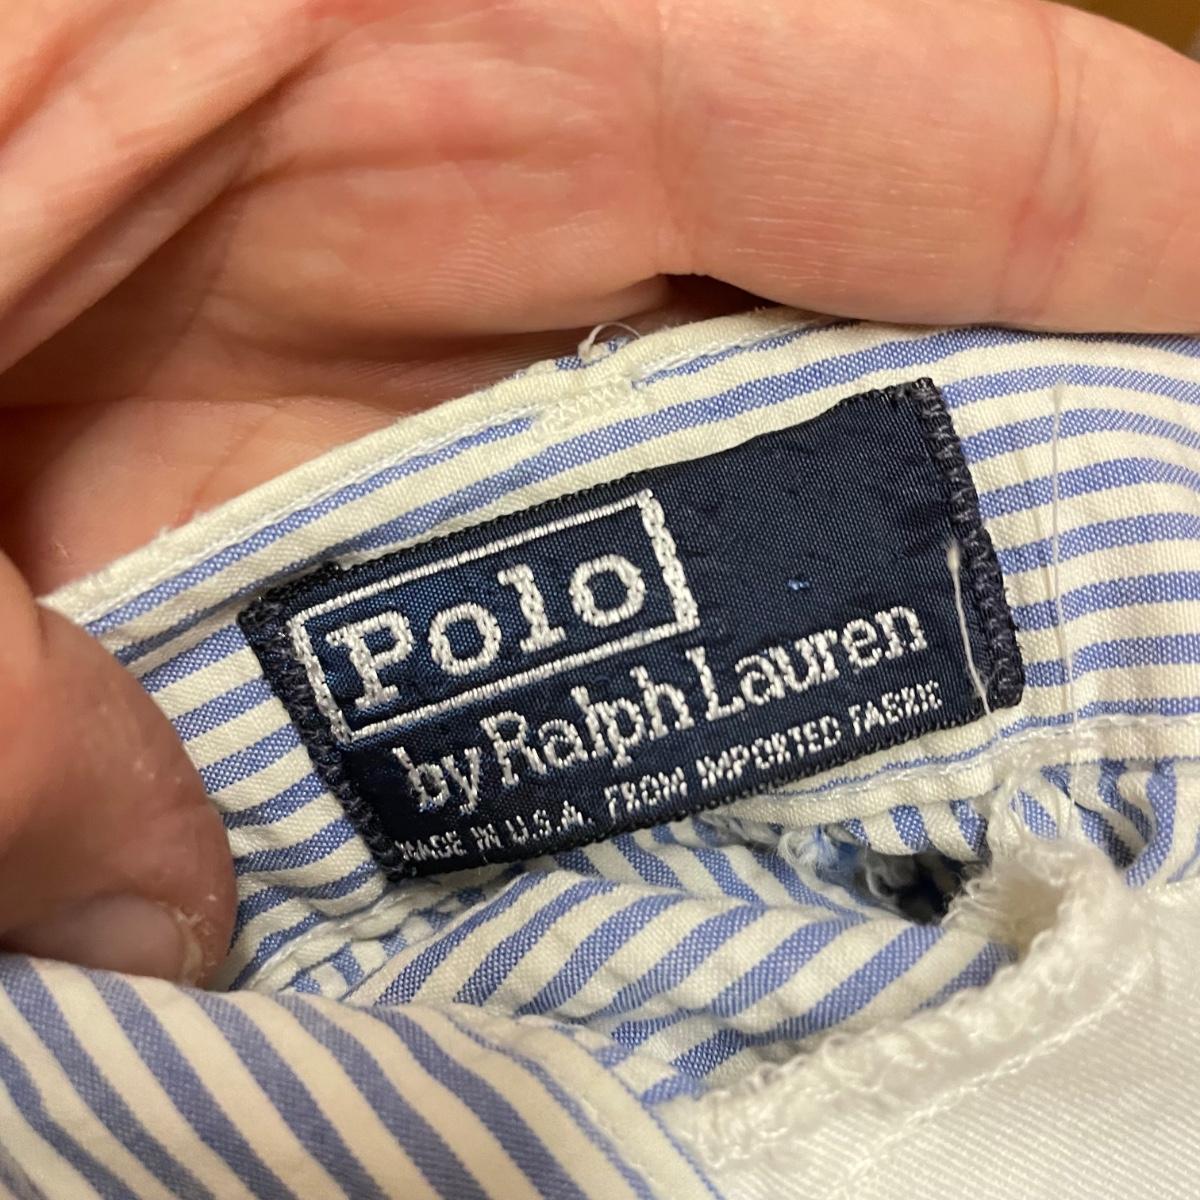 Polo
by Ralph Lauren
MADE IN U.S.A. FROM IMPORTED FABRIC